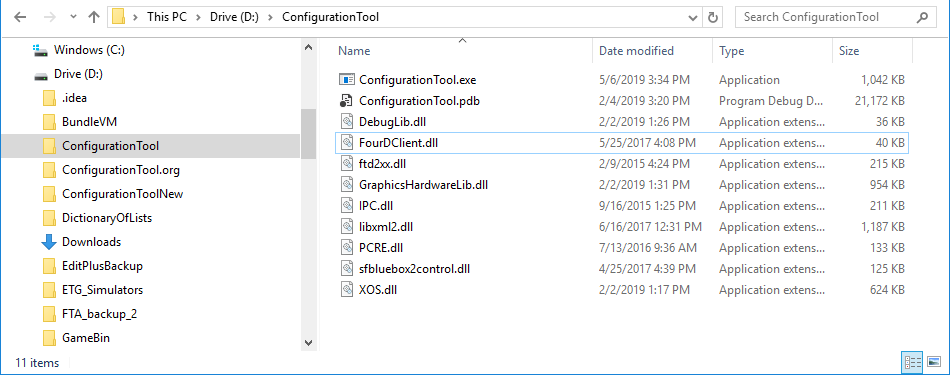 This PC > Drive (D:) > ConfigurationTool
Search ConfigurationTool
Windows (C:)
Drive (D:)
.idea
BundleVM
ConfigurationTool
ConfigurationTool.org
ConfigurationToolNew
DictionaryOfLists
Downloads
EditPlusBackup
ETG_Simulators
FTA_backup_2
GameBin
Name Date modified Type Size
ConfigurationTool.exe 5/6/2019 3:34 PM Application 1,042 KB
ConfigurationTool.pdb 2/4/2019 3:20 PM Program Debug D... 21,172 KB
DebugLib.dll 2/2/2019 1:26 PM Application extens... 36 KB
FourDClient.dll 5/25/2017 4:08 PM Application extens... 40 KB
ftd2xx.dll 2/9/2015 4:24 PM Application extens... 215 KB
GraphicsHardwareLib.dll 2/2/2019 1:31 PM Application extens... 954 KB
IPC.dll 9/16/2015 1:25 PM Application extens... 211 KB
libxml2.dll 6/16/2017 12:31 PM Application extens... 1,187 KB
PCRE.dll 7/13/2016 9:36 AM Application extens... 133 KB
sfbluebox2control.dll 4/25/2017 4:39 PM Application extens... 125 KB
XOS.dll 2/2/2019 1:17 PM Application extens... 624 KB
11 items